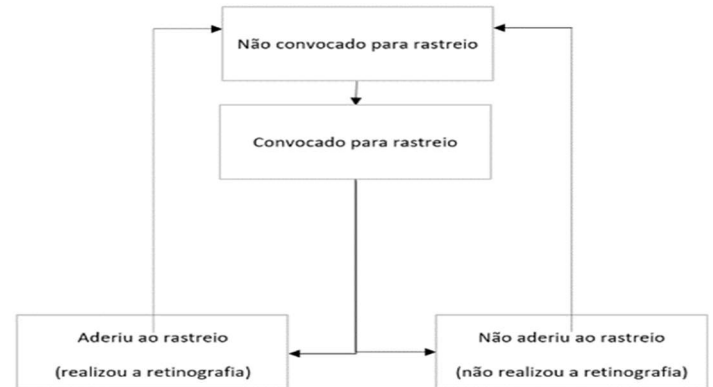 Não convocado para rastreio
Convocado para rastreio
Aderiu ao rastreio
(realizou a retinografia)
Não aderiu ao rastreio
(não realizou a retinografia)